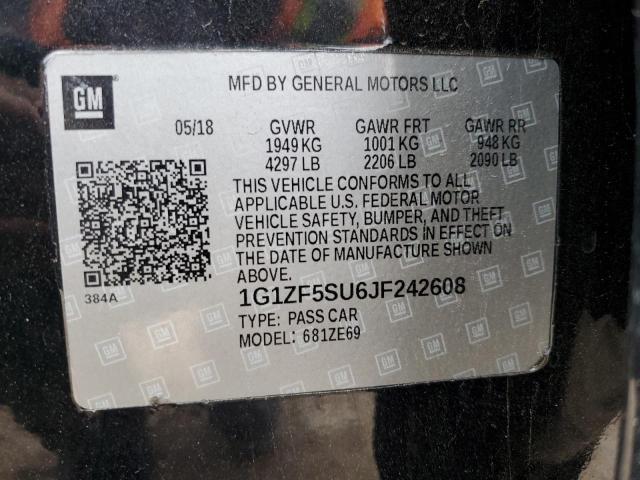 GM
MFD BY GENERAL MOTORS LLC
05/18 GVWR GAWR FRT GAWR RR
1949 KG 1001 KG 948 KG
4297 LB 2206 LB 2090 LB
THIS VEHICLE CONFORMS TO ALL
APPLICABLE U.S. FEDERAL MOTOR
VEHICLE SAFETY, BUMPER, AND THEFT
PREVENTION STANDARDS IN EFFECT ON
THE DATE OF MANUFACTURE SHOWN
ABOVE.
384A
1G1ZF5SU6JF242608
TYPE: PASS CAR
MODEL: 681ZE69